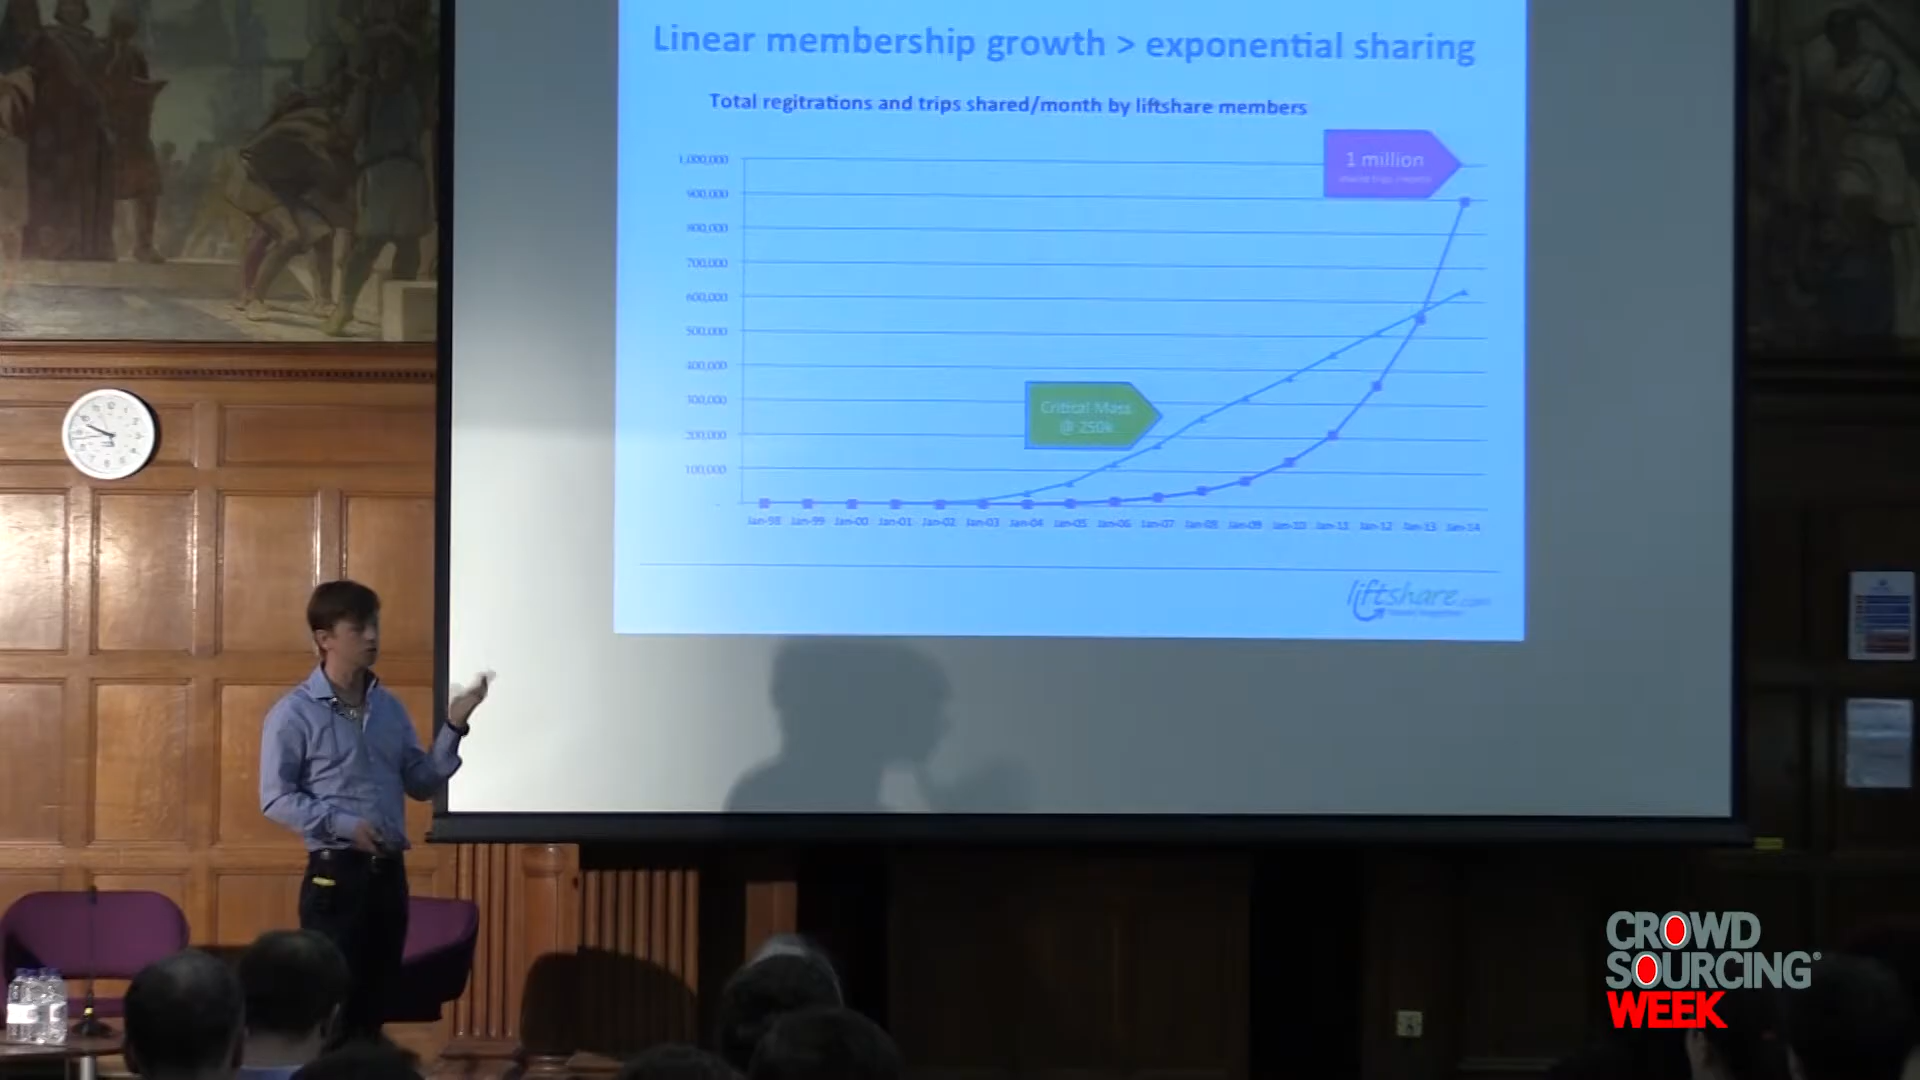 Linear membership growth > exponential sharing
Total regitrations and trips shared/month by liftshare members
1 million
shared trips / month
1,000,000
900,000
800,000
700,000
600,000
500,000
400,000
300,000
200,000
100,000
-
Critical Mass
@ 250k
Jan-98 Jan-99 Jan-00 Jan-01 Jan-02 Jan-03 Jan-04 Jan-05 Jan-06 Jan-07 Jan-08 Jan-09 Jan-10 Jan-11 Jan-12 Jan-13 Jan-14
liftshare.com
CROWD
SOURCING®
WEEK